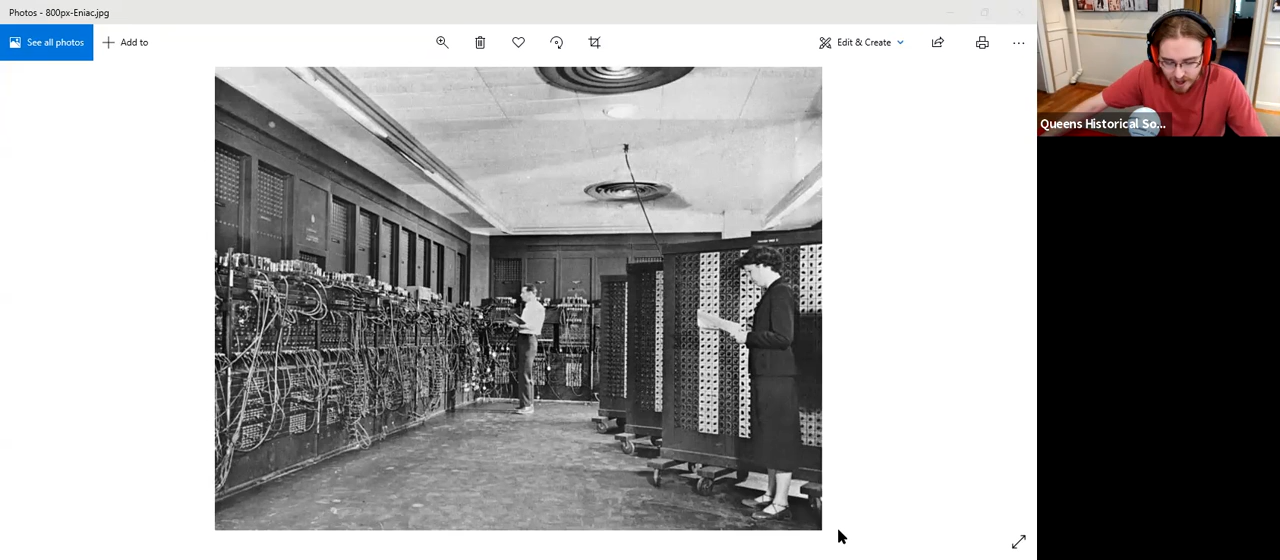 Photos - 800px-Eniac.jpg
See all photos
Add to
Edit & Create
Queens Historical So...